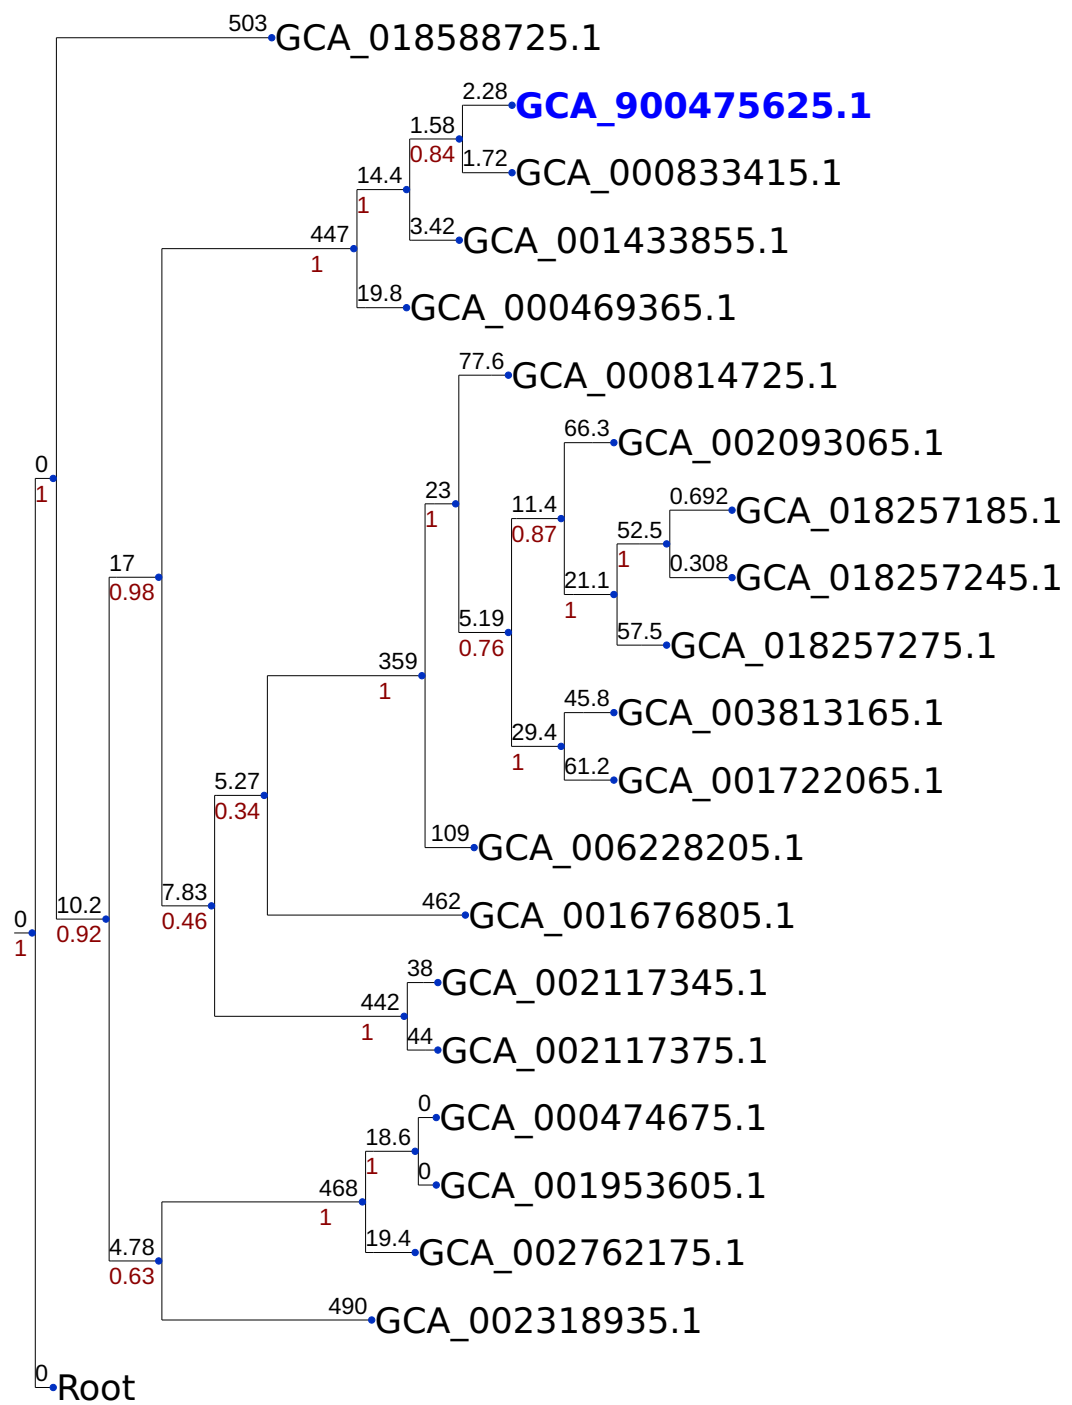 503
GCA_018588725.1
2.28
GCA_900475625.1
1.58
0.84
1.72
GCA_000833415.1
14.4
1
3.42
GCA_001433855.1
447
1
19.8
GCA_000469365.1
77.6
GCA_000814725.1
66.3
GCA_002093065.1
0
1
23
1
11.4
0.87
0.692
GCA_018257185.1
52.5
1
0.308
GCA_018257245.1
17
0.98
21.1
1
57.5
GCA_018257275.1
5.19
0.76
359
1
45.8
GCA_003813165.1
29.4
1
61.2
GCA_001722065.1
5.27
0.34
109
GCA_006228205.1
7.83
0.46
462
GCA_001676805.1
0
1
10.2
0.92
38
GCA_002117345.1
442
1
44
GCA_002117375.1
0
GCA_000474675.1
18.6
1
0
GCA_001953605.1
468
1
19.4
GCA_002762175.1
4.78
0.63
490
GCA_002318935.1
0
Root